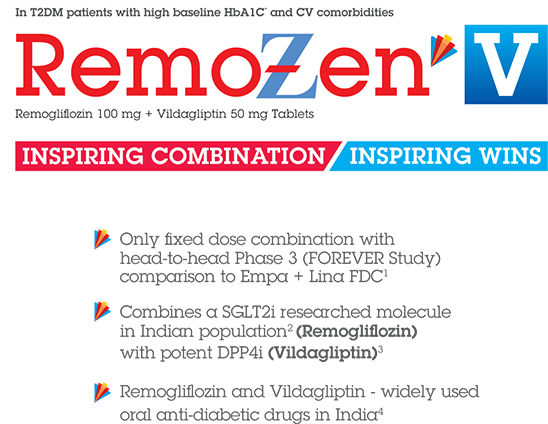 In T2DM patients with high baseline HbA1C* and CV comorbidities
RemoZen V
Remogliflozin 100 mg + Vildagliptin 50 mg Tablets
INSPIRING COMBINATION INSPIRING WINS
Only fixed dose combination with
head-to-head Phase 3 (FOREVER Study)
comparison to Empa + Lina FDC¹
Combines a SGLT2i researched molecule
in Indian population² (Remogliflozin)
with potent DPP4i (Vildagliptin)³
Remogliflozin and Vildagliptin - widely used
oral anti-diabetic drugs in India⁴